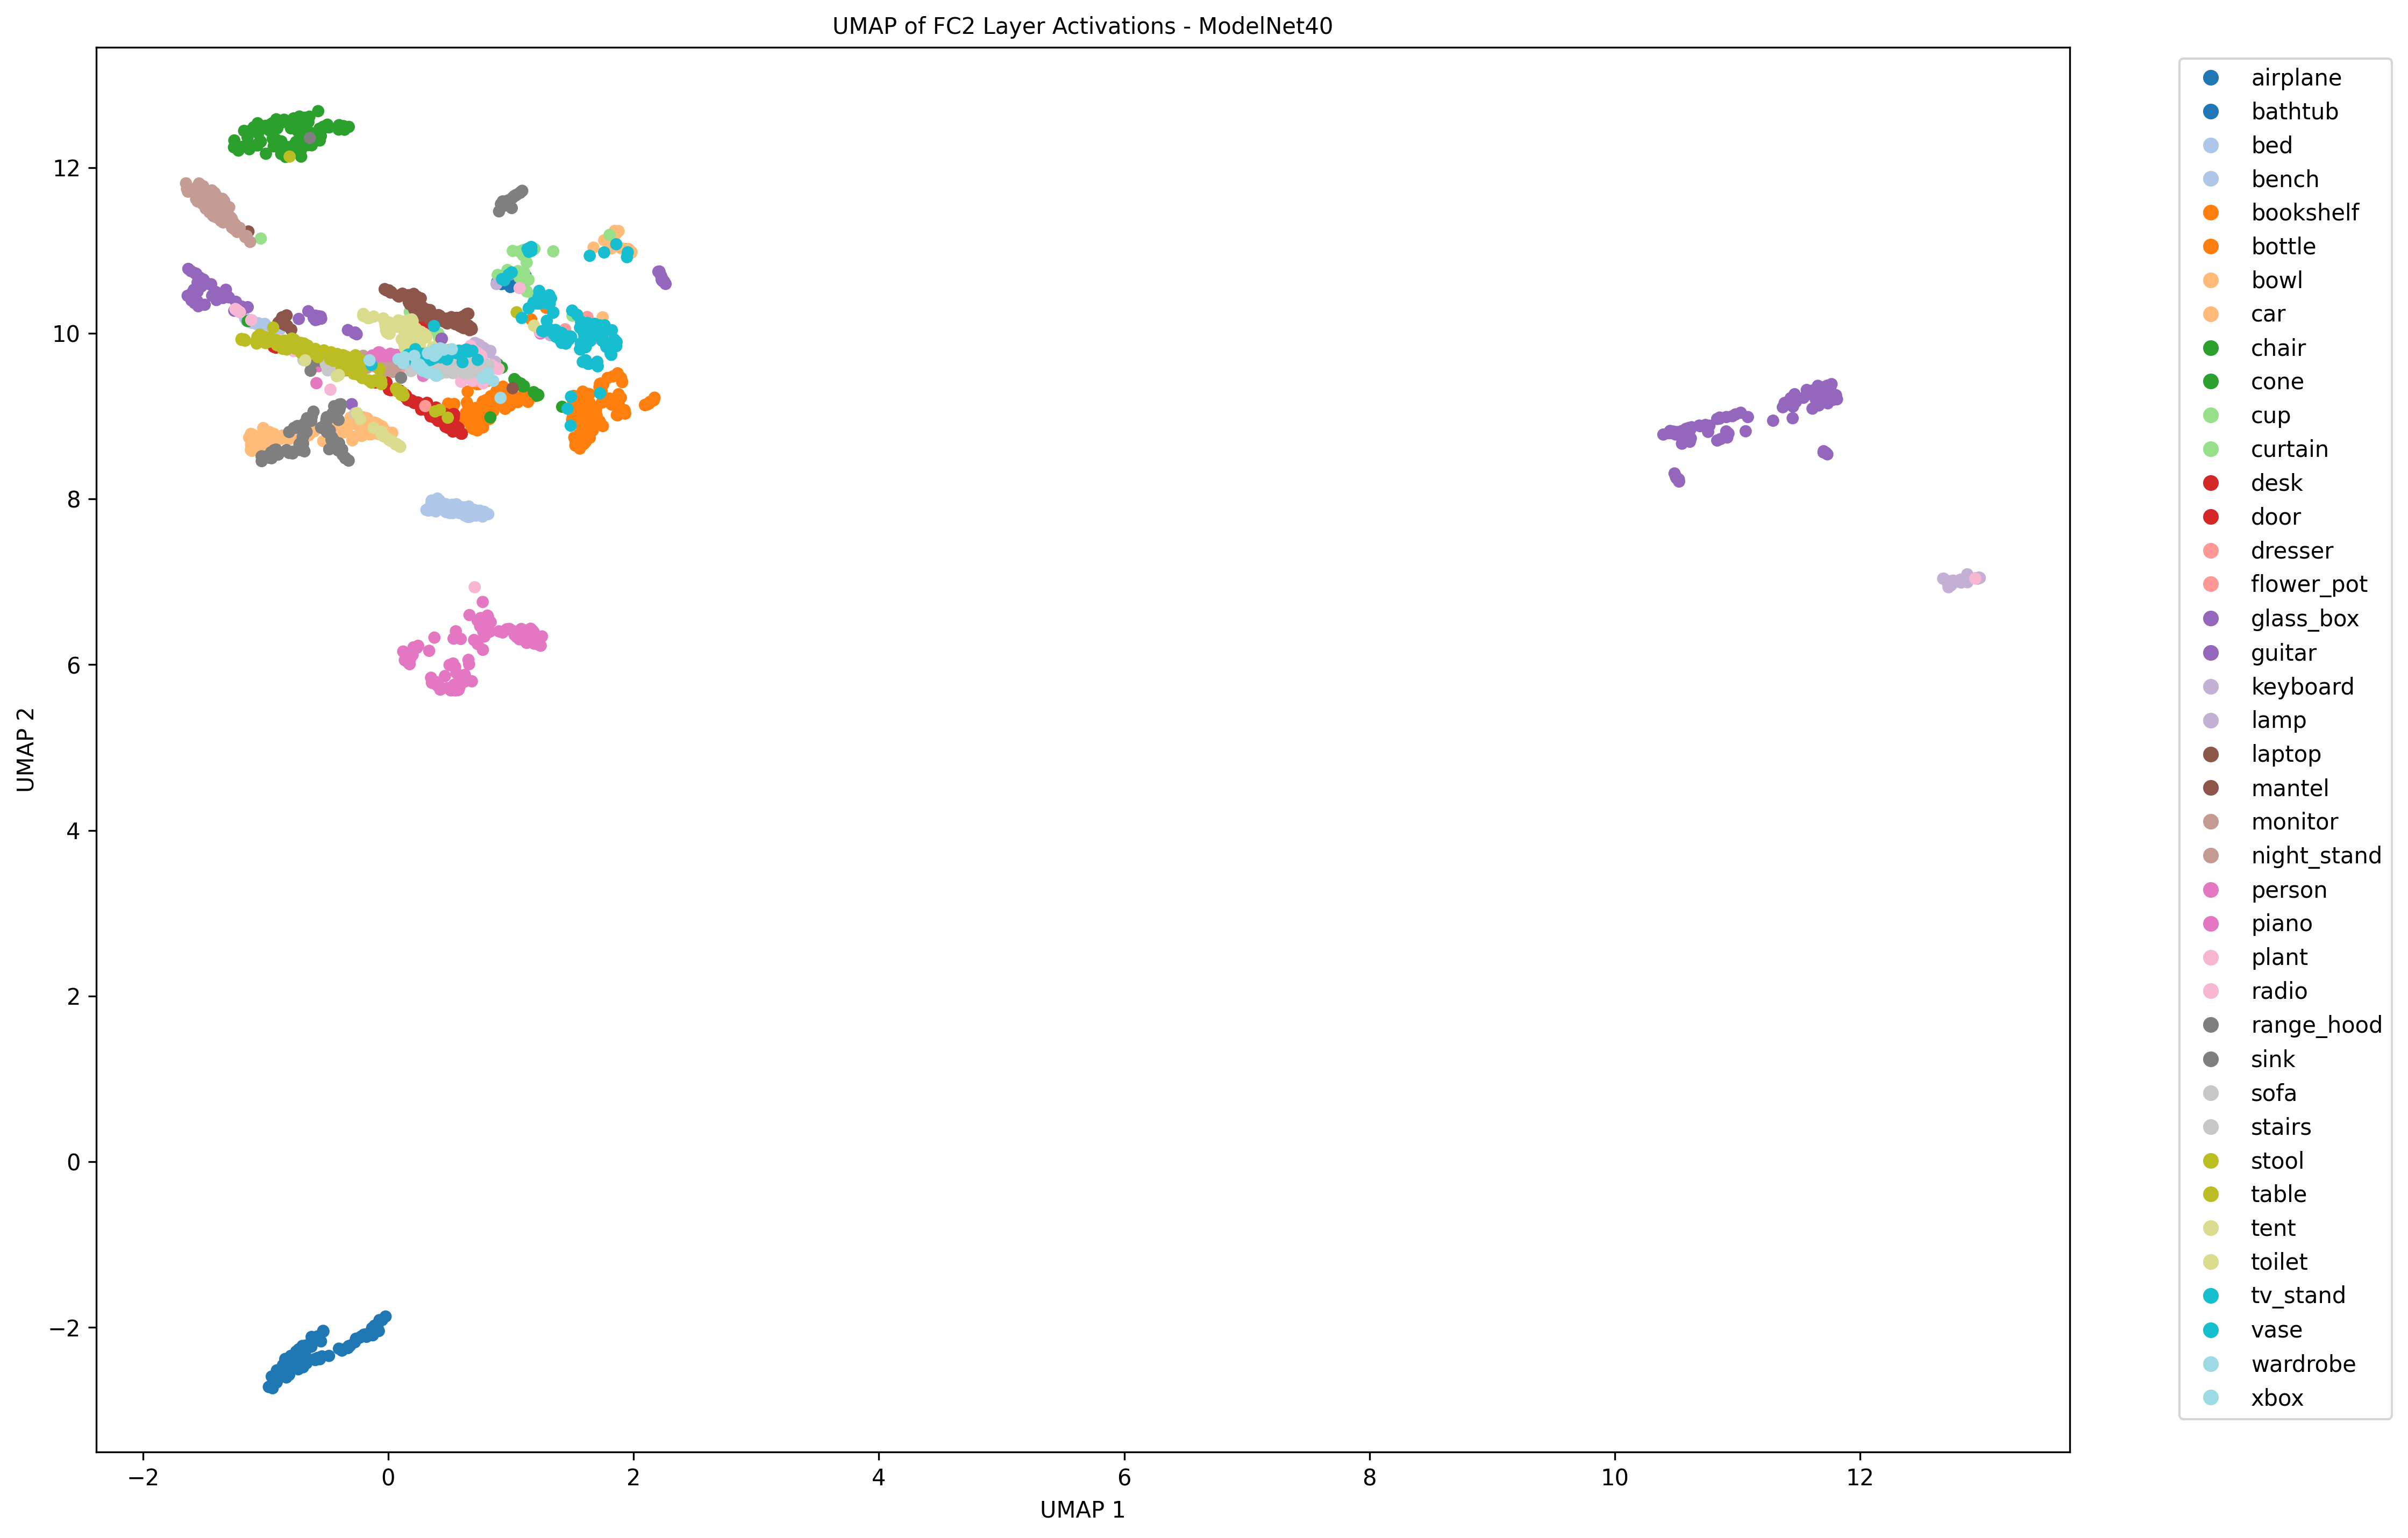 UMAP of FC2 Layer Activations - ModelNet40
UMAP 2
12
10
8
6
4
2
0
−2
−2
0
2
4
6
8
10
12
UMAP 1
airplane
bathtub
bed
bench
bookshelf
bottle
bowl
car
chair
cone
cup
curtain
desk
door
dresser
flower_pot
glass_box
guitar
keyboard
lamp
laptop
mantel
monitor
night_stand
person
piano
plant
radio
range_hood
sink
sofa
stairs
stool
table
tent
toilet
tv_stand
vase
wardrobe
xbox